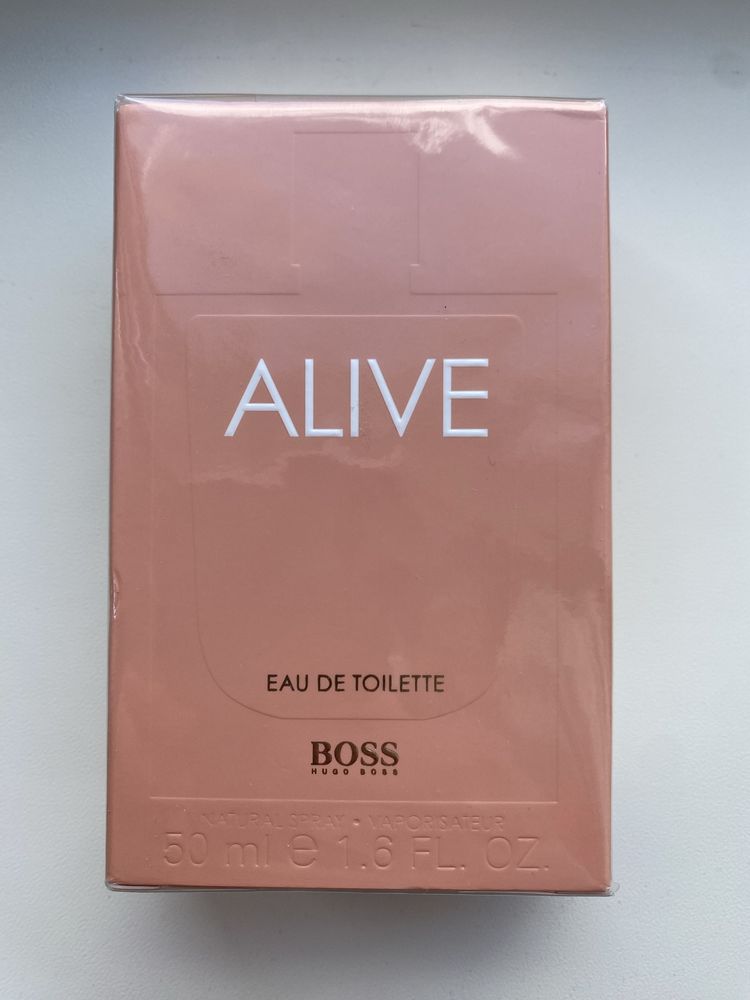 ALIVE
EAU DE TOILETTE
BOSS
HUGO BOSS
NATURAL SPRAY • VAPORISATEUR
50 ml ℮ 1.6 FL. OZ.